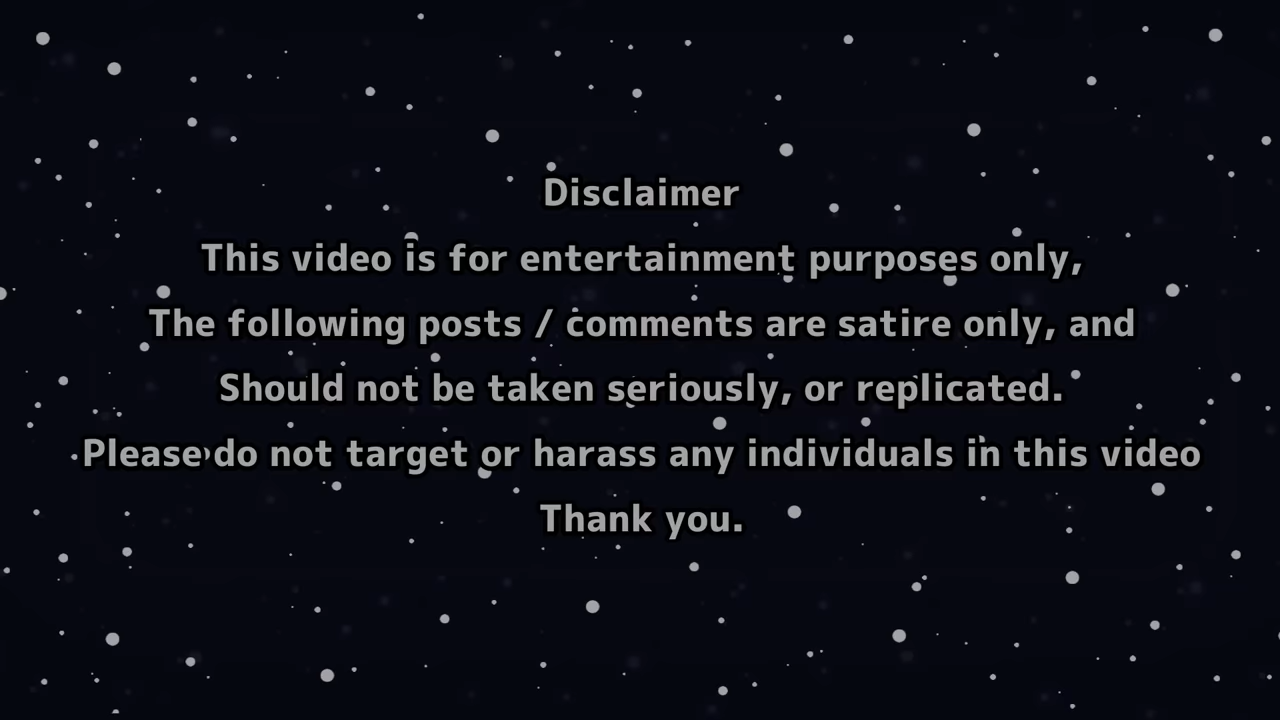 Disclaimer
This video is for entertainment purposes only,
The following posts / comments are satire only, and
Should not be taken seriously, or replicated.
Please do not target or harass any individuals in this video
Thank you.